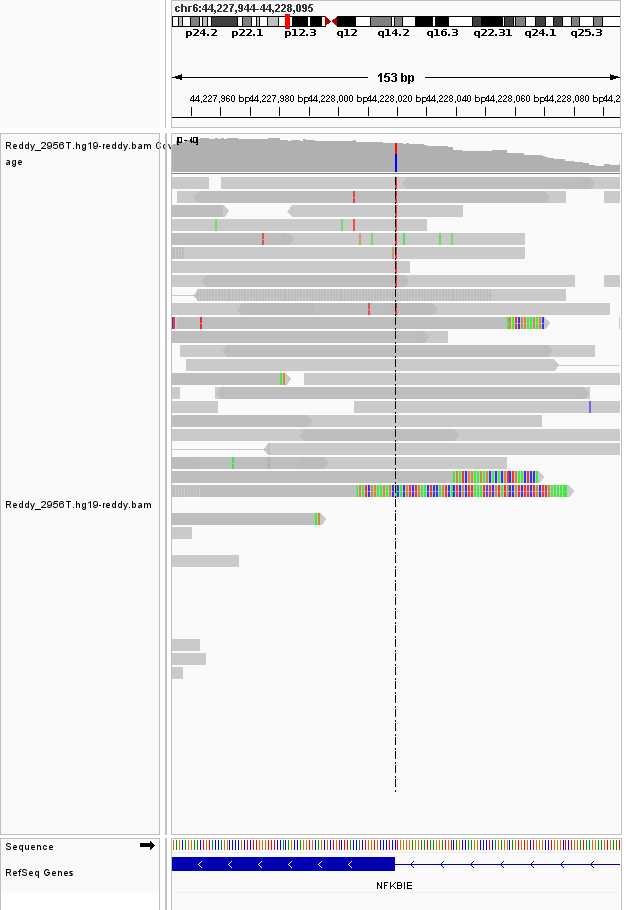 chr6:44,227,944-44,228,095
p24.2 p22.1 p12.3 q12 q14.2 q16.3 q22.31 q24.1 q25.3
153 bp
44,227,960 bp 44,227,980 bp 44,228,000 bp 44,228,020 bp 44,228,040 bp 44,228,060 bp 44,228,080 bp 44,2
Reddy_2956T.hg19-reddy.bam Cov
age
Reddy_2956T.hg19-reddy.bam
Sequence
RefSeq Genes
NFKBIE